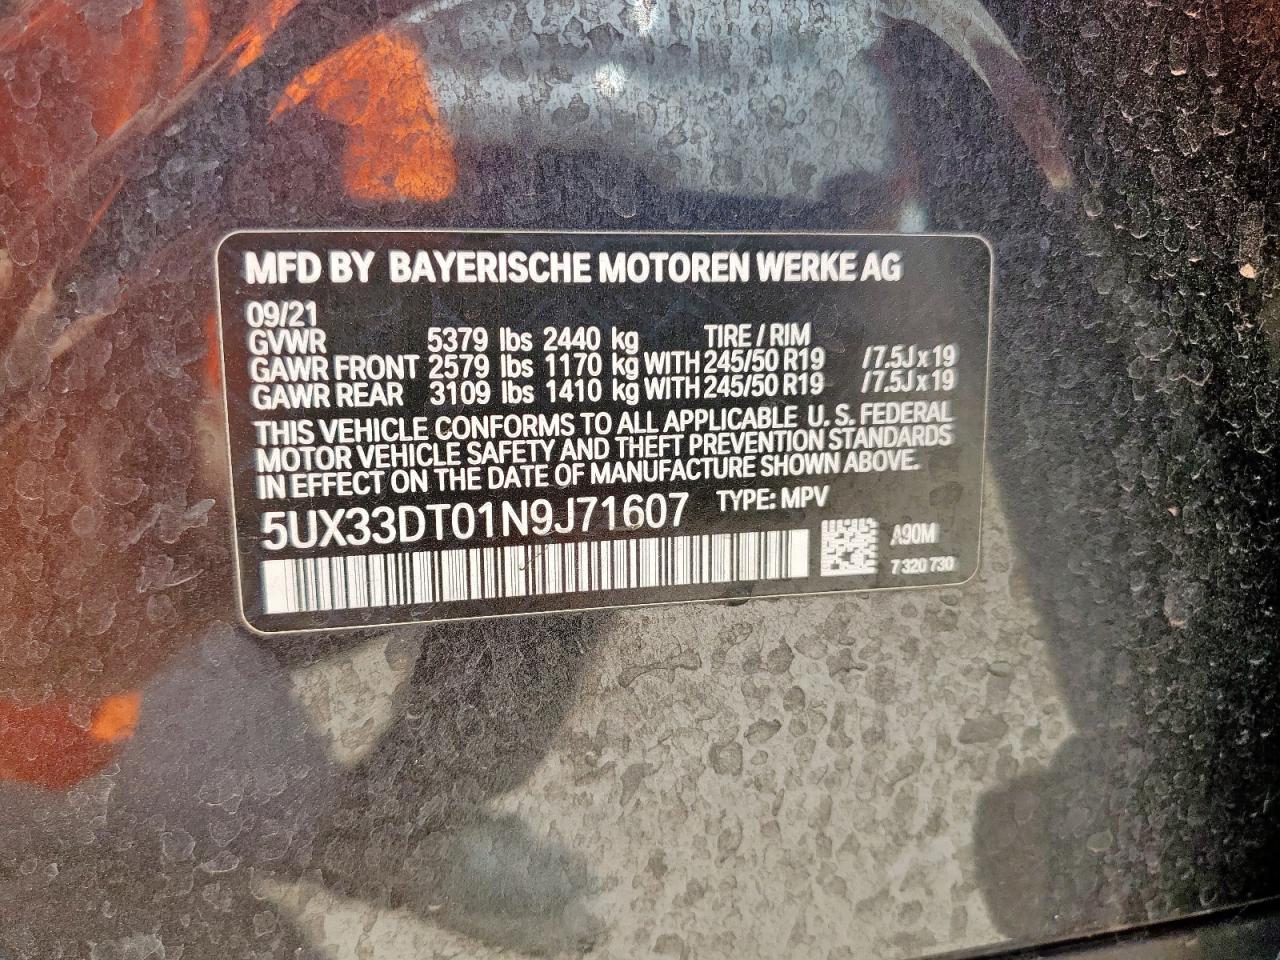 MFD BY BAYERISCHE MOTOREN WERKE AG
09/21
GVWR 5379 lbs 2440 kg TIRE / RIM
GAWR FRONT 2579 lbs 1170 kg WITH 245/50 R19 /7.5J x 19
GAWR REAR 3109 lbs 1410 kg WITH 245/50 R19 /7.5J x 19
THIS VEHICLE CONFORMS TO ALL APPLICABLE U. S. FEDERAL
MOTOR VEHICLE SAFETY AND THEFT PREVENTION STANDARDS
IN EFFECT ON THE DATE OF MANUFACTURE SHOWN ABOVE.
5UX33DT01N9J71607 TYPE: MPV
A90M
7 320 730